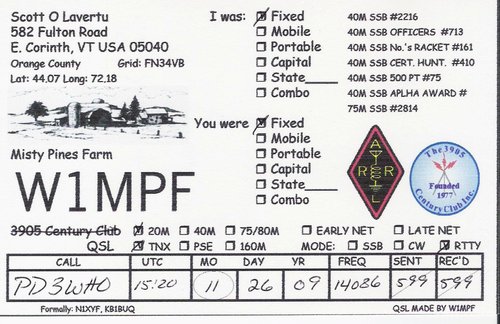 Scott O Lavertu
582 Fulton Road
E. Corinth, VT USA 05040
Orange County Grid: FN34VB
Lat: 44.07 Long: 72.18
Misty Pines Farm
W1MPF
I was: Fixed
Mobile
Portable
Capital
State____
Combo
You were Fixed
Mobile
Portable
Capital
State____
Combo
40M SSB #2216
40M SSB OFFICERS #713
40M SSB No.'s RACKET #161
40M SSB CERT. HUNT. #410
40M SSB 500 PT #75
40M SSB APLHA AWARD #
75M SSB #2814
A R R L
The 3905
Founded
1977
Century Club Inc.
3905 Century Club 20M 40M 75/80M EARLY NET LATE NET
QSL TNX PSE 160M MODE: SSB CW RTTY
CALL UTC MO DAY YR FREQ SENT REC'D
PD3WHO 15:20 11 26 09 14086 599 599
Formally: N1XYF, KB1BUQ QSL MADE BY W1MPF